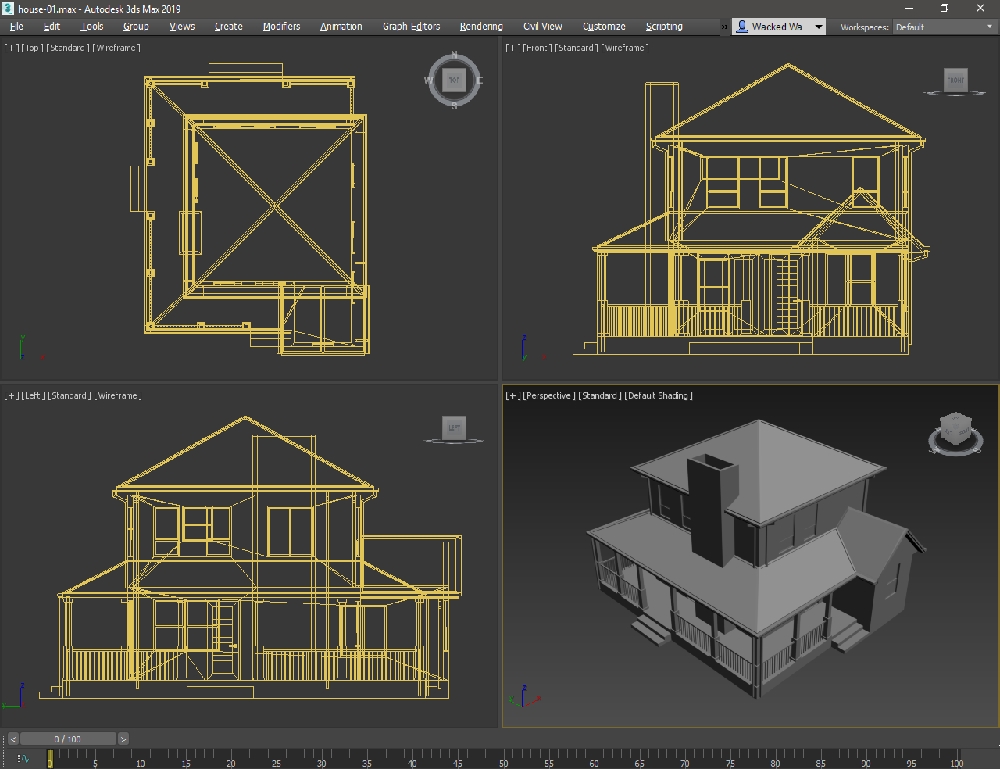 house-01.max - Autodesk 3ds Max 2019
File Edit Tools Group Views Create Modifiers Animation Graph Editors Rendering Civil View Customize Scripting » Wacked Wa Workspaces: Default
[+] [Top] [Standard] [Wireframe]
[+] [Front] [Standard] [Wireframe]
N
W TOP E
S
FRONT
[+] [Left] [Standard] [Wireframe]
[+] [Perspective] [Standard] [Default Shading]
LEFT
< 0 / 100 >
0 5 10 15 20 25 30 35 40 45 50 55 60 65 70 75 80 85 90 95 100